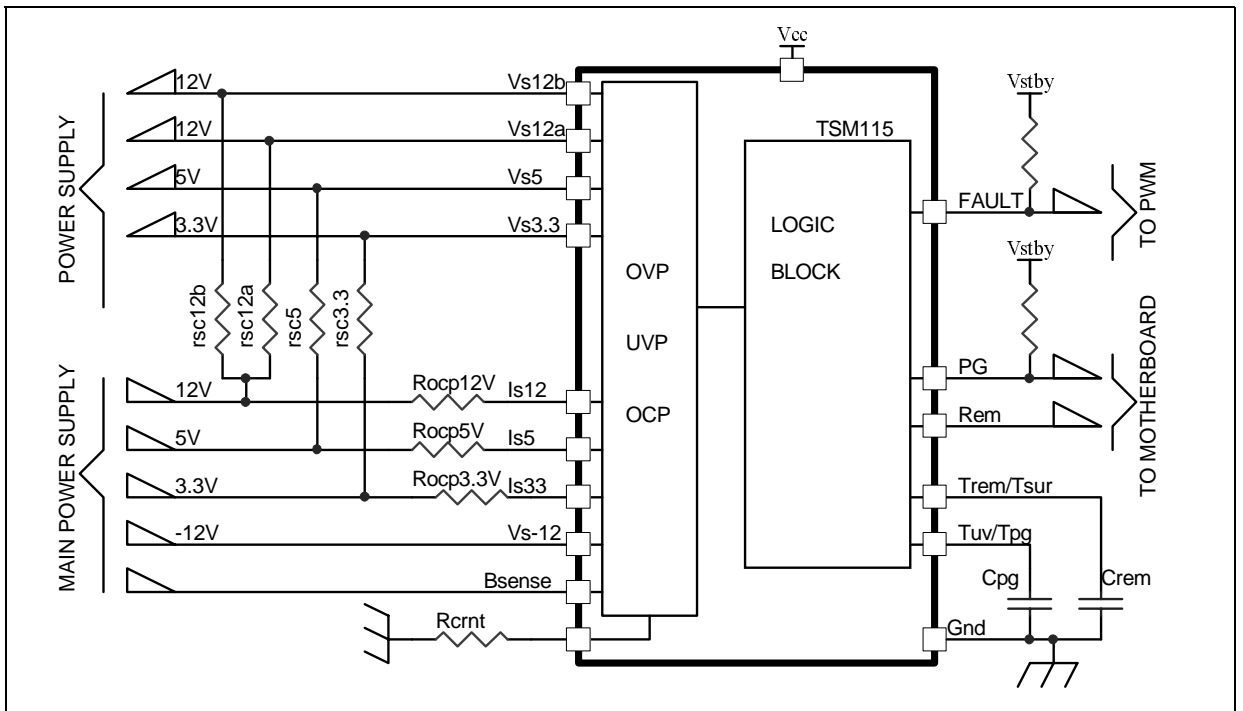 Vcc
12V
Vs12b
Vstby
12V
Vs12a
TSM115
5V
Vs5
FAULT
3.3V
Vs3.3
POWER SUPPLY
TO PWM
LOGIC
BLOCK
OVP
UVP
OCP
Vstby
rsc12b
rsc12a
rsc5
rsc3.3
12V
Rocp12V
Is12
PG
5V
Rocp5V
Is5
Rem
3.3V
Rocp3.3V
Is33
Trem/Tsur
-12V
Vs-12
Tuv/Tpg
MAIN POWER SUPPLY
TO MOTHERBOARD
Bsense
Cpg
Crem
Rcrnt
Gnd